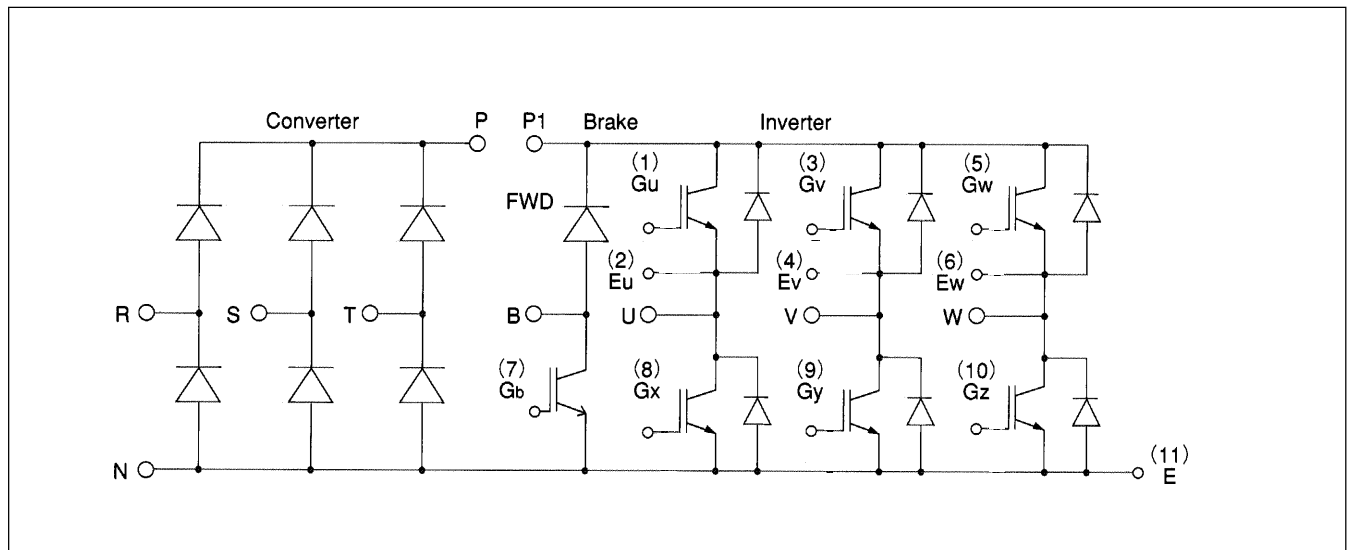 Converter P P1 Brake Inverter
(1) (3) (5)
Gu Gv Gw
FWD
(2) (4) (6)
Eu Ev Ew
R S T B U V W
(7) (8) (9) (10)
Gb Gx Gy Gz
(11)
N E